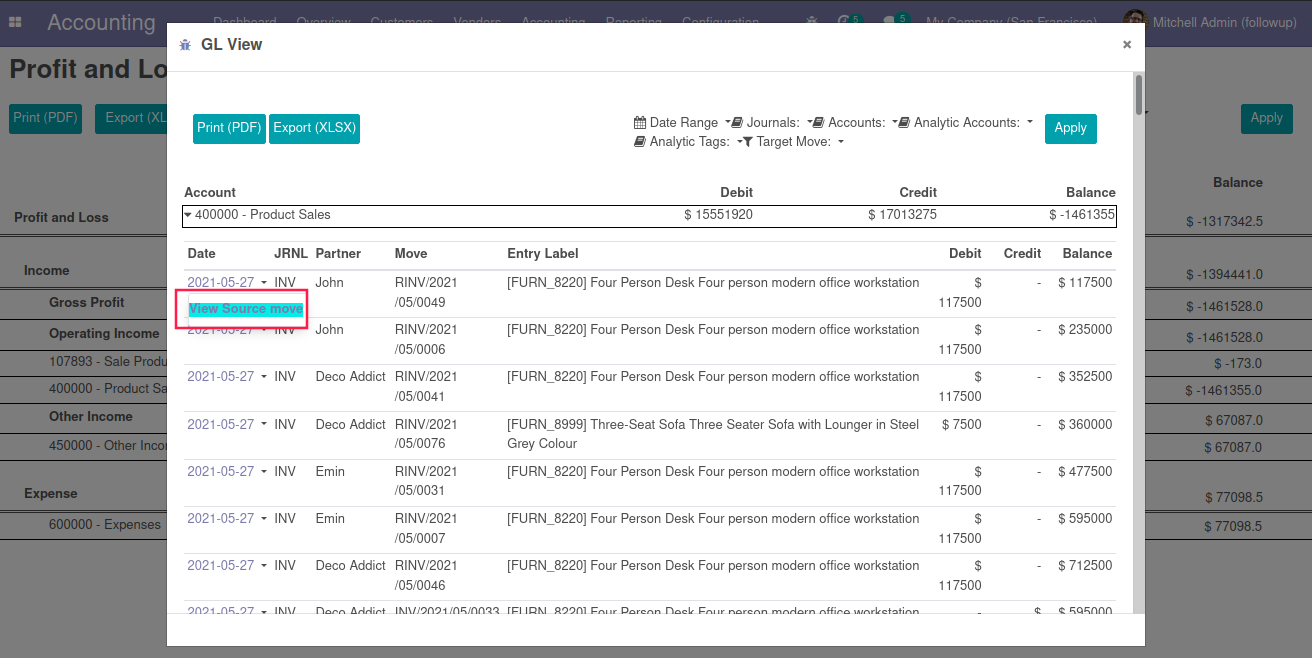 Accounting Dashboard Overview Customers Vendors Accounting Reporting Configuration 5 5 My Company (San Francisco) Mitchell Admin (followup)
GL View ×
Profit and Lo
Print (PDF) Export (XL
Apply
Print (PDF) Export (XLSX)
Date Range Journals: Accounts: Analytic Accounts:
Analytic Tags: Target Move:
Apply
Account Debit Credit Balance
400000 - Product Sales $ 15551920 $ 17013275 $ -1461355
Date JRNL Partner Move Entry Label Debit Credit Balance
2021-05-27 INV John RINV/2021 [FURN_8220] Four Person Desk Four person modern office workstation $ - $ 117500
/05/0049 117500
View Source move
2021-05-27 INV John RINV/2021 [FURN_8220] Four Person Desk Four person modern office workstation $ - $ 235000
/05/0006 117500
2021-05-27 INV Deco Addict RINV/2021 [FURN_8220] Four Person Desk Four person modern office workstation $ - $ 352500
/05/0041 117500
2021-05-27 INV Deco Addict RINV/2021 [FURN_8999] Three-Seat Sofa Three Seater Sofa with Lounger in Steel $ 7500 - $ 360000
/05/0076 Grey Colour
2021-05-27 INV Emin RINV/2021 [FURN_8220] Four Person Desk Four person modern office workstation $ - $ 477500
/05/0031 117500
2021-05-27 INV Emin RINV/2021 [FURN_8220] Four Person Desk Four person modern office workstation $ - $ 595000
/05/0007 117500
2021-05-27 INV Deco Addict RINV/2021 [FURN_8220] Four Person Desk Four person modern office workstation $ - $ 712500
/05/0046 117500
2021-05-27 INV Deco Addict INV/2021/05/0033 [FURN_8220] Four Person Desk Four person modern office workstation - $ $ 595000
Balance
Profit and Loss $ -1317342.5
Income $ -1394441.0
Gross Profit $ -1461528.0
Operating Income $ -1461528.0
107893 - Sale Produ $ -173.0
400000 - Product Sa $ -1461355.0
Other Income $ 67087.0
450000 - Other Inco $ 67087.0
Expense $ 77098.5
600000 - Expenses $ 77098.5